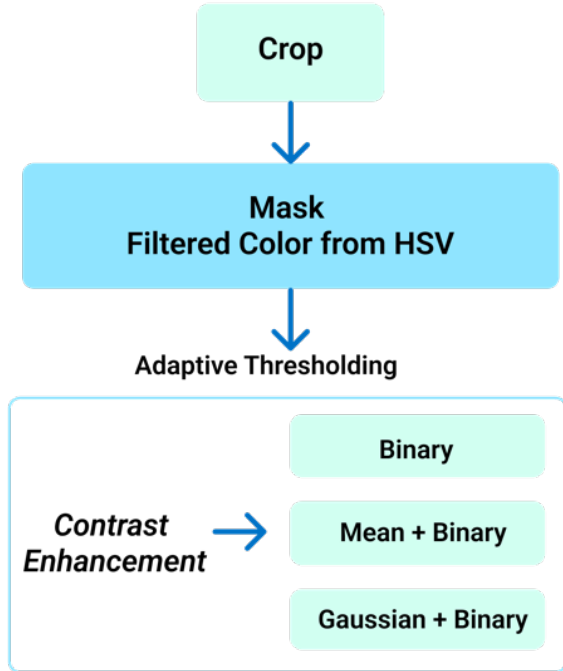 Crop
Mask
Filtered Color from HSV
Adaptive Thresholding
Contrast
Enhancement
Binary
Mean + Binary
Gaussian + Binary